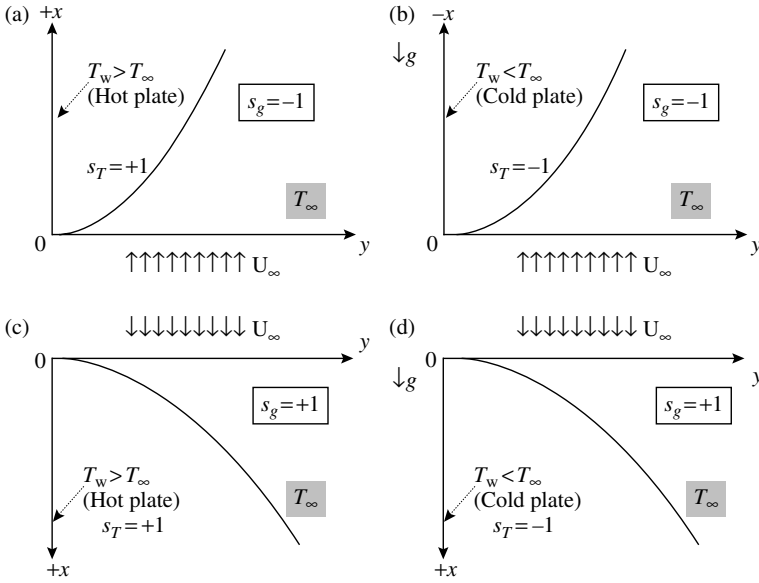 (a)
+x
T_w > T_∞
(Hot plate)
s_g = –1
s_T = +1
T_∞
0
y
↑↑↑↑↑↑↑↑↑ U_∞
(b)
–x
↓g
T_w < T_∞
(Cold plate)
s_g = –1
s_T = –1
T_∞
0
y
↑↑↑↑↑↑↑↑↑ U_∞
(c)
↓↓↓↓↓↓↓↓↓ U_∞
0
y
s_g = +1
T_w > T_∞
(Hot plate)
s_T = +1
T_∞
+x
(d)
↓↓↓↓↓↓↓↓↓ U_∞
0
y
↓g
s_g = +1
T_w < T_∞
(Cold plate)
s_T = –1
T_∞
+x